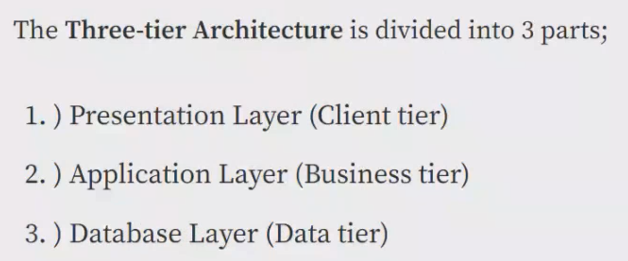 The Three-tier Architecture is divided into 3 parts;
1. ) Presentation Layer (Client tier)
2. ) Application Layer (Business tier)
3. ) Database Layer (Data tier)